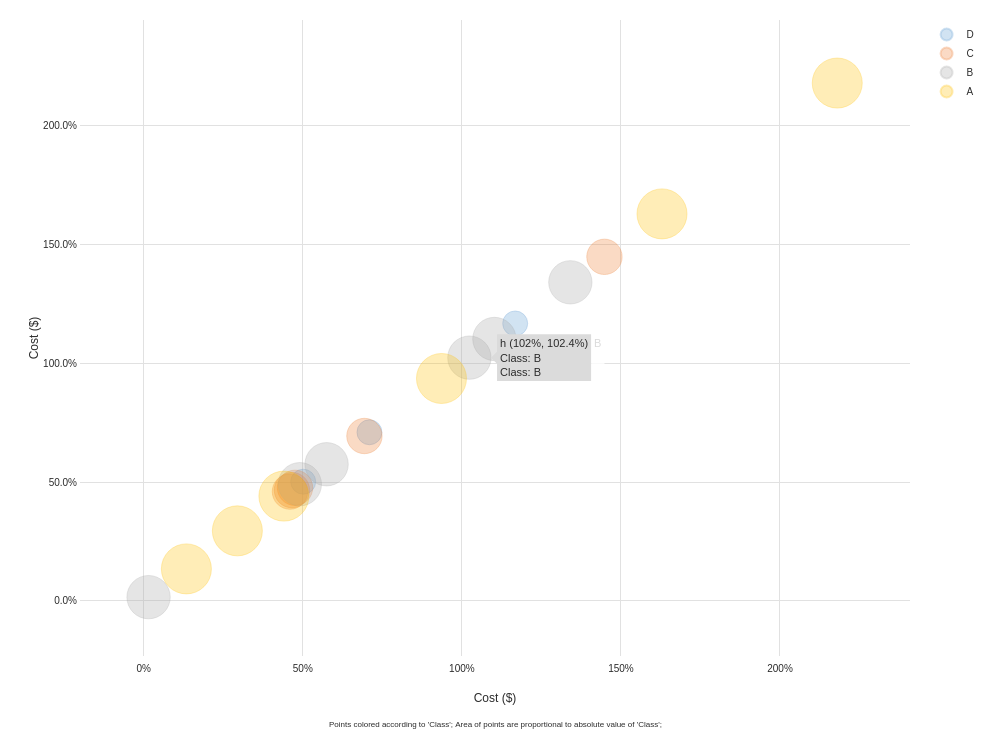 D
C
B
A
200.0%
150.0%
100.0%
50.0%
0.0%
Cost ($)
h (102%, 102.4%) B
Class: B
Class: B
0%
50%
100%
150%
200%
Cost ($)
Points colored according to 'Class'; Area of points are proportional to absolute value of 'Class';